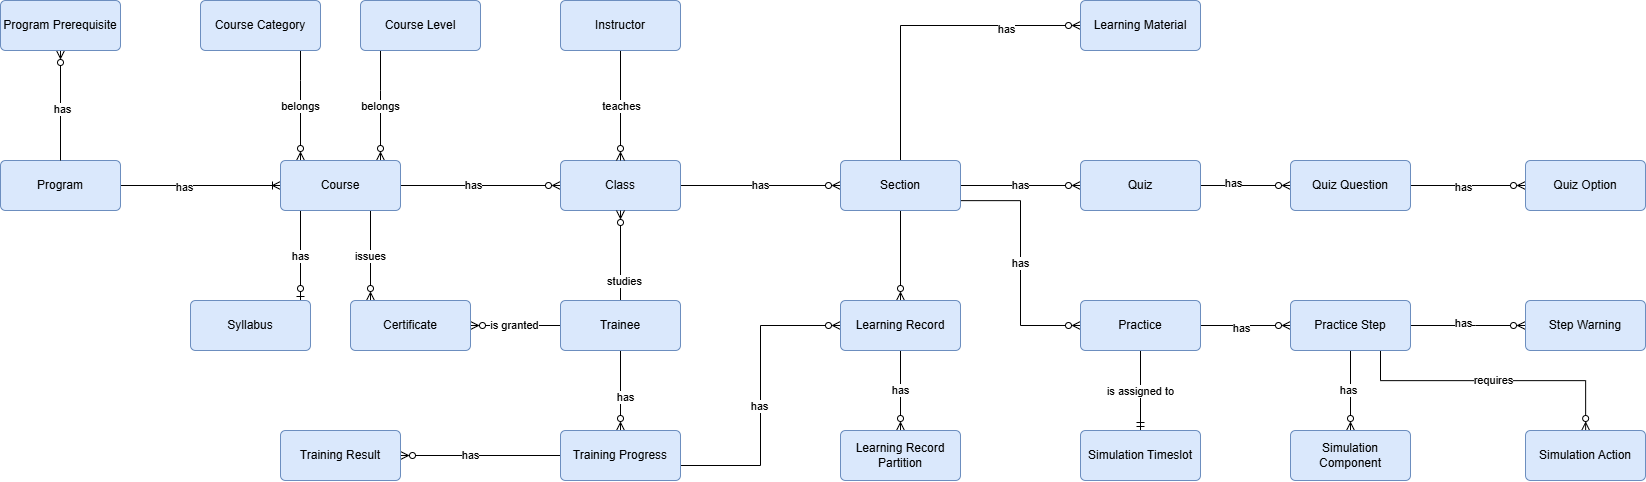 Program Prerequisite
Course Category
Course Level
Instructor
Learning Material
has
has
belongs
belongs
teaches
Program
has
Course
has
Class
has
Section
has
Quiz
has
Quiz Question
has
Quiz Option
has
issues
studies
has
Syllabus
Certificate
is granted
Trainee
Learning Record
Practice
has
Practice Step
has
Step Warning
has
has
has
is assigned to
has
requires
Training Result
has
Training Progress
Learning Record
Partition
Simulation Timeslot
Simulation
Component
Simulation Action